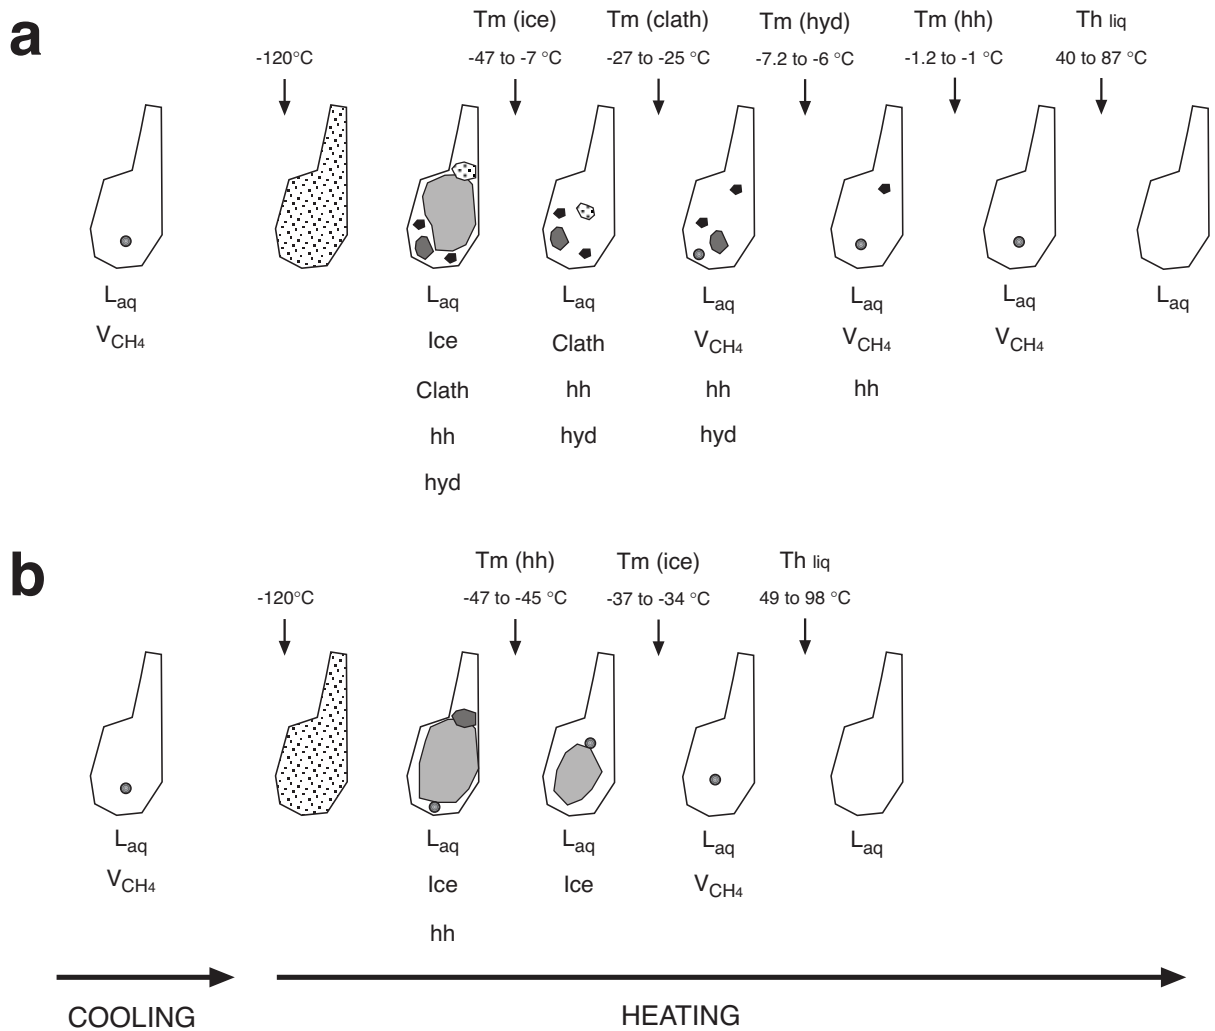 a
Tm (ice) Tm (clath) Tm (hyd) Tm (hh) Th liq
-120°C -47 to -7 °C -27 to -25 °C -7.2 to -6 °C -1.2 to -1 °C 40 to 87 °C
Laq Laq Laq Laq Laq Laq Laq
VCH4 Ice Clath VCH4 VCH4 VCH4
Clath hh hh hh
hh hyd hyd
hyd
b
Tm (hh) Tm (ice) Th liq
-120°C -47 to -45 °C -37 to -34 °C 49 to 98 °C
Laq Laq Laq Laq Laq
VCH4 Ice Ice VCH4
hh
COOLING HEATING